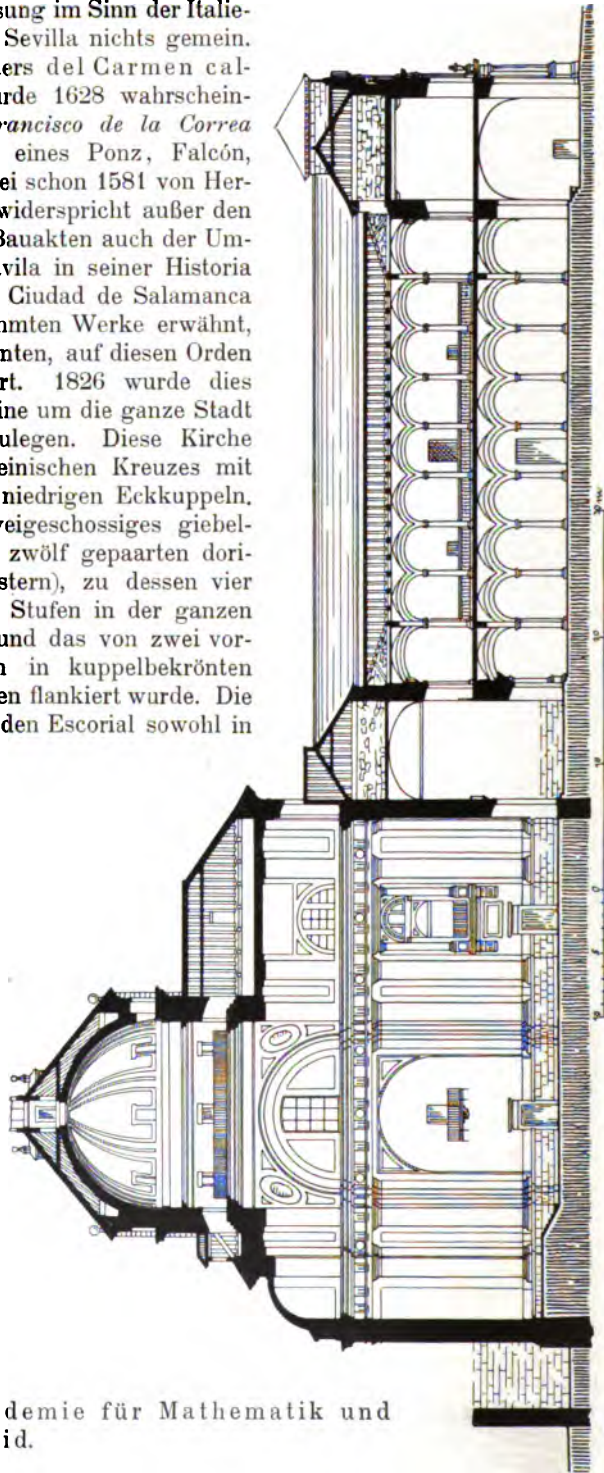 sung im Sinn der Italie-
Sevilla nichts gemein.
ers del Carmen cal-
rde 1628 wahrschein-
rancisco de la Correa
eines Ponz, Falcón,
ei schon 1581 von Her-
widerspricht außer den
Bauakten auch der Um-
vila in seiner Historia
Ciudad de Salamanca
mmten Werke erwähnt,
nten, auf diesen Orden
rt. 1826 wurde dies
ine um die ganze Stadt
ulegen. Diese Kirche
einischen Kreuzes mit
niedrigen Eckkuppeln.
veigeschossiges giebel-
zwölf gepaarten dori-
stern), zu dessen vier
Stufen in der ganzen
und das von zwei vor-
n in kuppelbekrönten
en flankiert wurde. Die
den Escorial sowohl in
demie für Mathematik und
id.